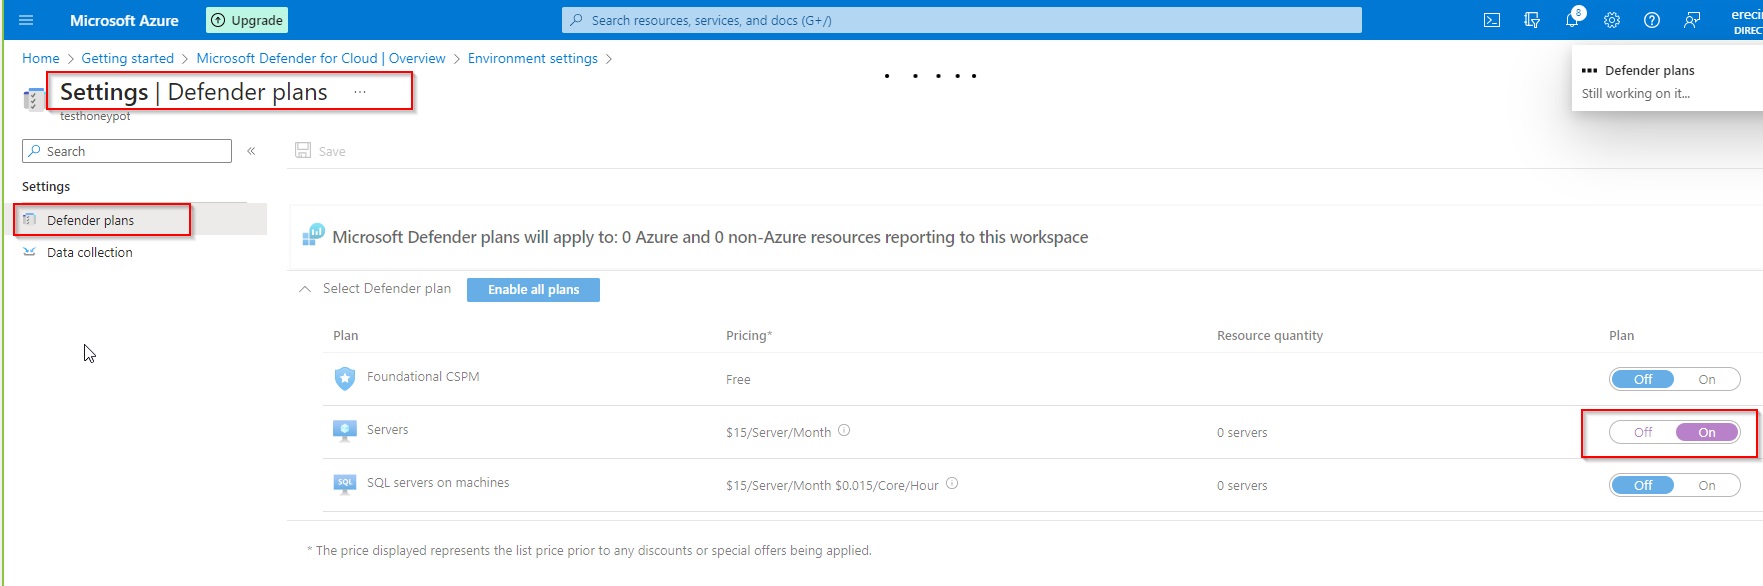 Microsoft Azure
Upgrade
Search resources, services, and docs (G+/)
8
DIREC
Home > Getting started > Microsoft Defender for Cloud | Overview > Environment settings >
Defender plans
Still working on it...
Settings | Defender plans ...
testhoneypot
Search
«
Save
Settings
Defender plans
Data collection
Microsoft Defender plans will apply to: 0 Azure and 0 non-Azure resources reporting to this workspace
Select Defender plan
Enable all plans
Plan Pricing* Resource quantity Plan
Foundational CSPM Free Off On
Servers $15/Server/Month 0 servers Off On
SQL SQL servers on machines $15/Server/Month $0.015/Core/Hour 0 servers Off On
* The price displayed represents the list price prior to any discounts or special offers being applied.